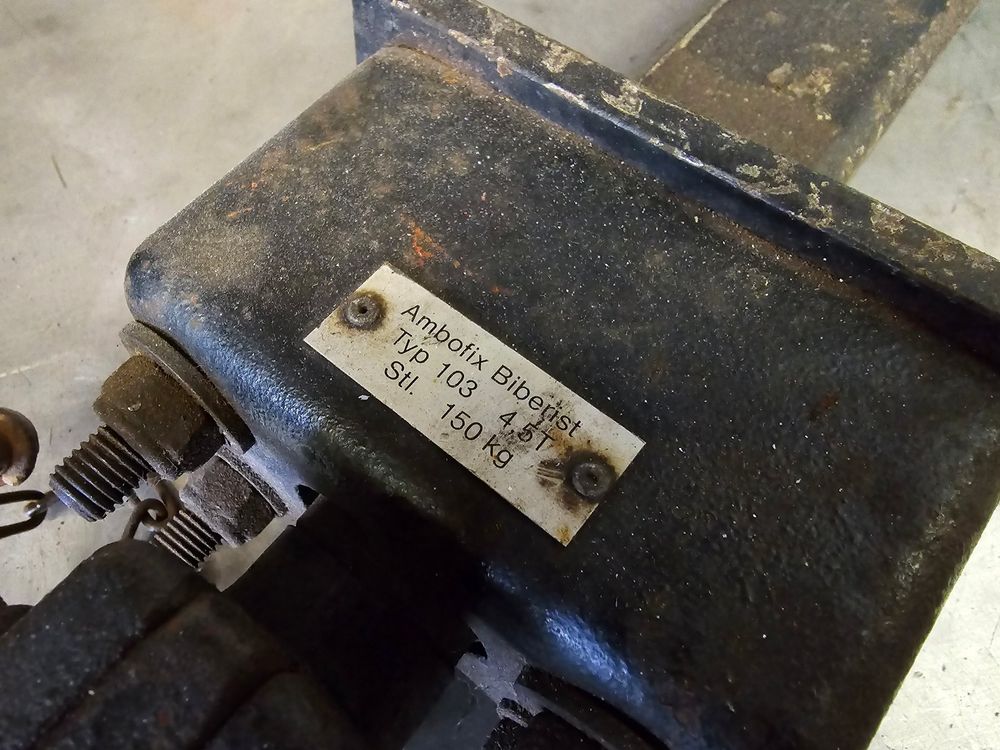 Ambofix Biberist
Typ 103 4,5T
Stl. 150 kg